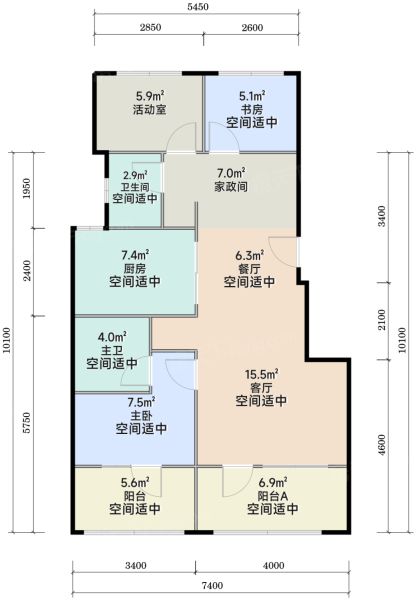 5450
2850
2600
5.9㎡
活动室
5.1㎡
书房
空间适中
2.9㎡
卫生间
空间适中
7.0㎡
家政间
1950
3400
7.4㎡
厨房
空间适中
6.3㎡
餐厅
空间适中
2400
2100
10100
10100
4.0㎡
主卫
空间适中
15.5㎡
客厅
空间适中
7.5㎡
主卧
空间适中
5750
4600
5.6㎡
阳台
空间适中
6.9㎡
阳台A
空间适中
3400
4000
7400